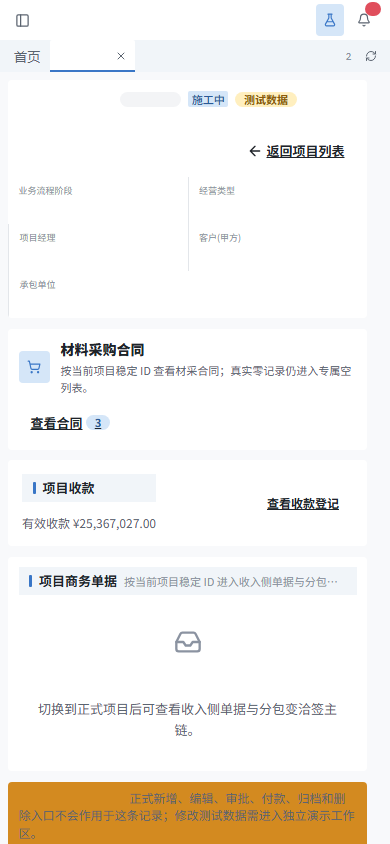 首页
2
施工中 测试数据
返回项目列表
业务流程阶段 经营类型
项目经理 客户(甲方)
承包单位
材料采购合同
按当前项目稳定 ID 查看材采合同；真实零记录仍进入专属空
列表。
查看合同 3
项目收款
查看收款登记
有效收款 ¥25,367,027.00
项目商务单据 按当前项目稳定 ID 进入收入侧单据与分包…
切换到正式项目后可查看收入侧单据与分包变洽签主
链。
正式新增、编辑、审批、付款、归档和删
除入口不会作用于这条记录；修改测试数据需进入独立演示工作
区。